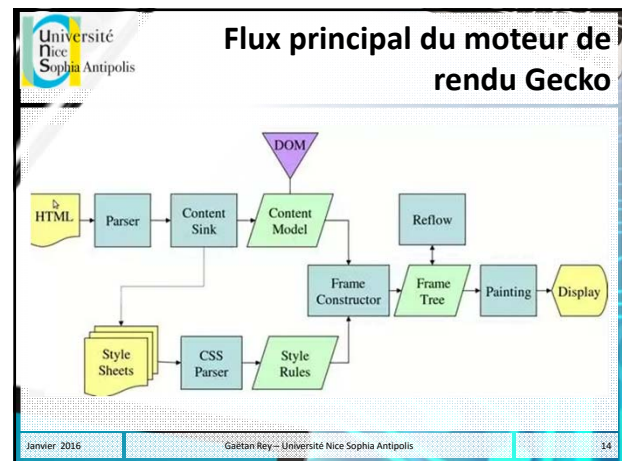 Université
Nice
Sophia Antipolis
Flux principal du moteur de
rendu Gecko
DOM
HTML
Parser
Content
Sink
Content
Model
Reflow
Frame
Constructor
Frame
Tree
Painting
Display
Style
Sheets
CSS
Parser
Style
Rules
Janvier 2016
Gaëtan Rey – Université Nice Sophia Antipolis
14